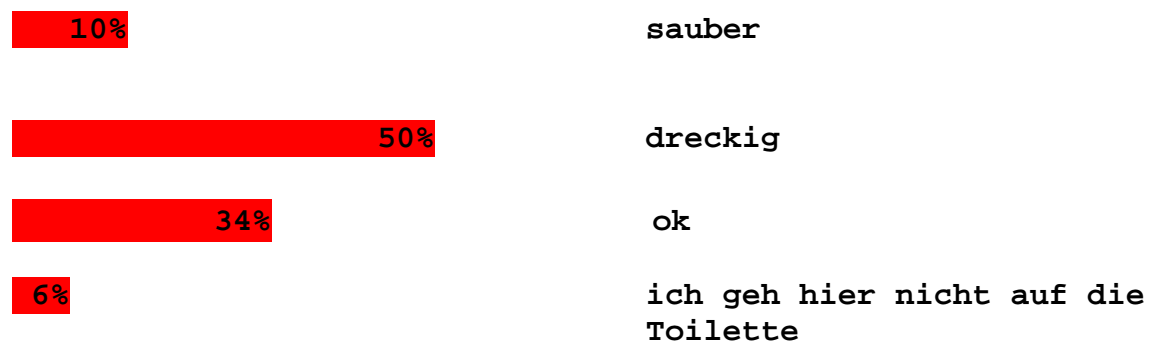 10% sauber
50% dreckig
34% ok
6% ich geh hier nicht auf die
Toilette